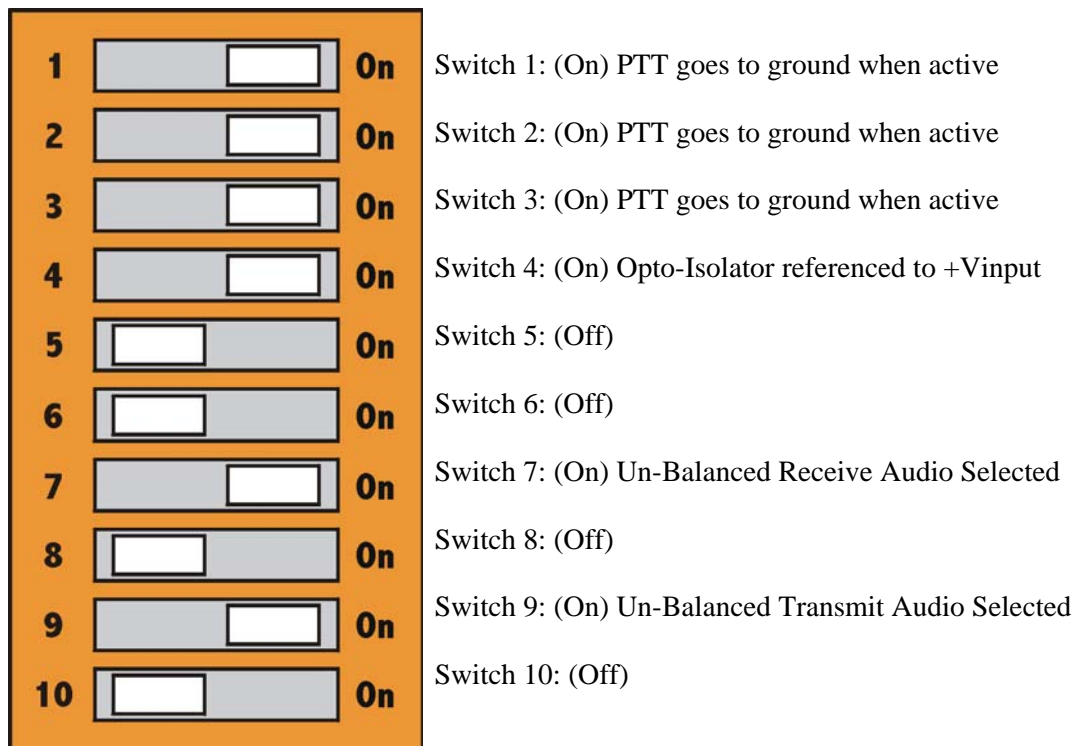 1 On Switch 1: (On) PTT goes to ground when active
2 On Switch 2: (On) PTT goes to ground when active
3 On Switch 3: (On) PTT goes to ground when active
4 On Switch 4: (On) Opto-Isolator referenced to +Vinput
5 On Switch 5: (Off)
6 On Switch 6: (Off)
7 On Switch 7: (On) Un-Balanced Receive Audio Selected
8 On Switch 8: (Off)
9 On Switch 9: (On) Un-Balanced Transmit Audio Selected
10 On Switch 10: (Off)